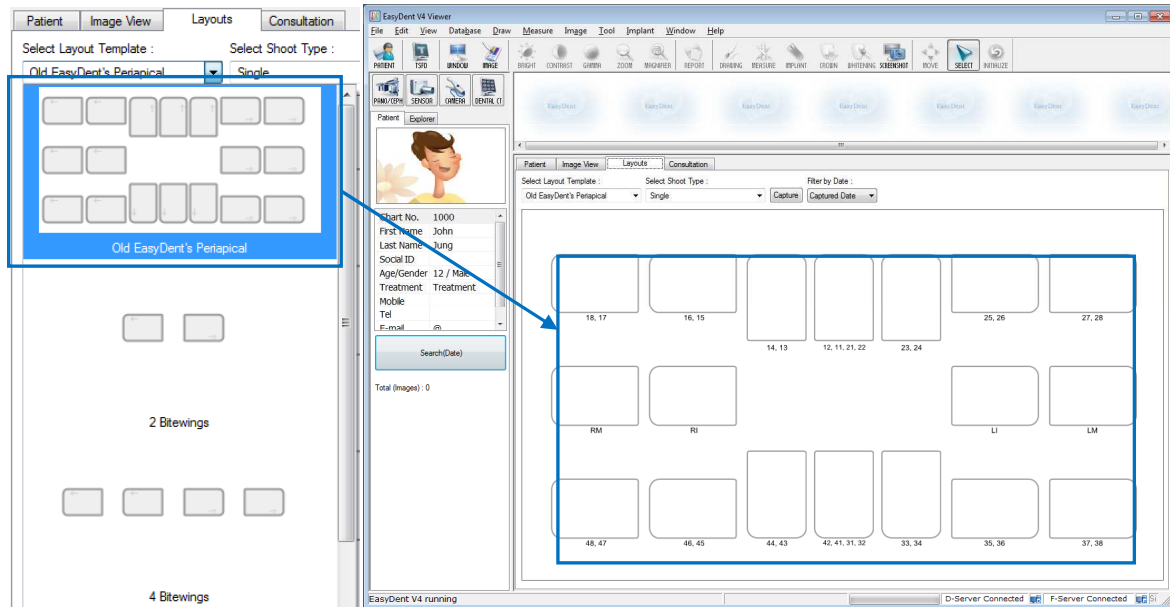 Patient Image View Layouts Consultation
Select Layout Template : Select Shoot Type :
Old EasyDent's Periapical Single
Old EasyDent's Periapical
2 Bitewings
4 Bitewings
EasyDent V4 Viewer
File Edit View Database Draw Measure Image Tool Implant Window Help
PATIENT TSFD WINDOW IMAGE BRIGHT CONTRAST GAMMA ZOOM MAGNIFIER REPORT DRAWING MEASURE IMPLANT CROWN WHITENING SCREENSHOT MOVE SELECT INITIALIZE
PANO/CEPH SENSOR CAMERA DENTAL CT
Patient Explorer
EasyDent EasyDent EasyDent EasyDent EasyDent EasyDent EasyDent
Chart No. 1000
First Name John
Last Name Jung
Social ID
Age/Gender 12 / Male
Treatment Treatment
Mobile
Tel
E-mail @
Search(Date)
Total (Images) : 0
Patient Image View Layouts Consultation
Select Layout Template : Select Shoot Type : Filter by Date :
Old EasyDent's Periapical Single Capture Captured Date
18, 17 16, 15 25, 26 27, 28
14, 13 12, 11, 21, 22 23, 24
RM RI LI LM
48, 47 46, 45 44, 43 42, 41, 31, 32 33, 34 35, 36 37, 38
EasyDent V4 running D-Server Connected F-Server Connected